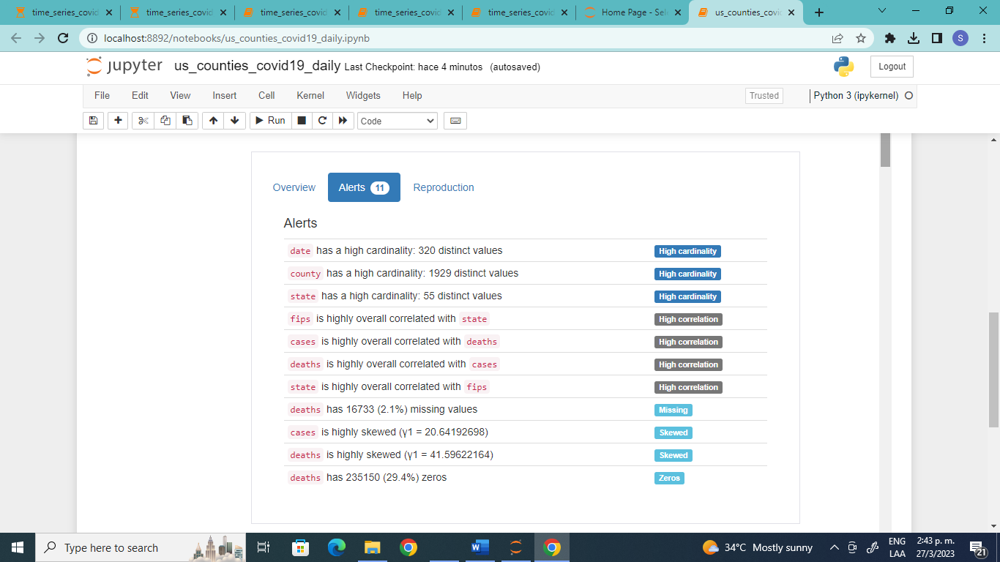 time_series_covid
time_series_covid
time_series_covid
time_series_covid
time_series_covid
Home Page - Sele
us_counties_covid
localhost:8892/notebooks/us_counties_covid19_daily.ipynb
S
jupyter us_counties_covid19_daily Last Checkpoint: hace 4 minutos (autosaved)
Logout
File Edit View Insert Cell Kernel Widgets Help
Trusted
Python 3 (ipykernel)
Run
Code
Overview Alerts 11 Reproduction
Alerts
date has a high cardinality: 320 distinct values High cardinality
county has a high cardinality: 1929 distinct values High cardinality
state has a high cardinality: 55 distinct values High cardinality
fips is highly overall correlated with state High correlation
cases is highly overall correlated with deaths High correlation
deaths is highly overall correlated with cases High correlation
state is highly overall correlated with fips High correlation
deaths has 16733 (2.1%) missing values Missing
cases is highly skewed (γ1 = 20.64192698) Skewed
deaths is highly skewed (γ1 = 41.59622164) Skewed
deaths has 235150 (29.4%) zeros Zeros
Type here to search
34°C Mostly sunny
ENG
LAA
2:43 p. m.
27/3/2023
21